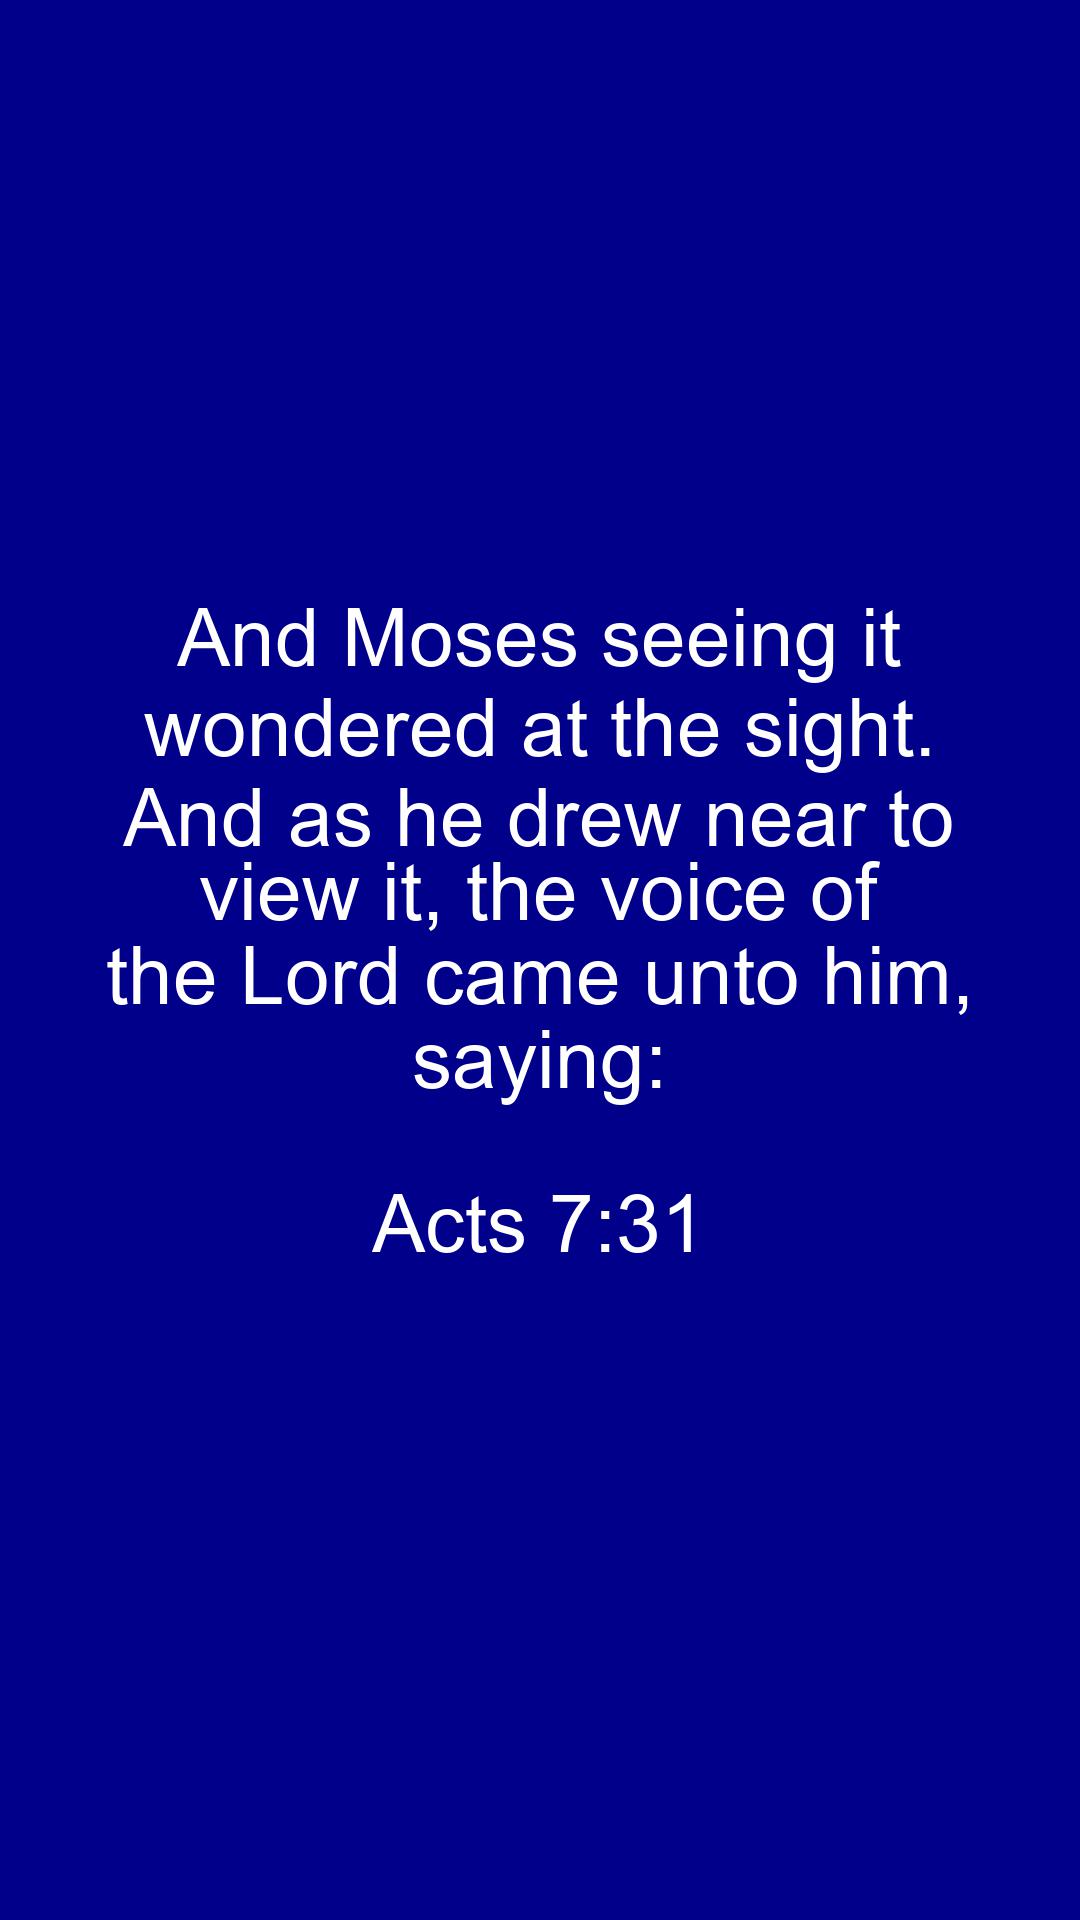 And Moses seeing it
wondered at the sight.
And as he drew near to
view it, the voice of
the Lord came unto him,
saying:
Acts 7:31